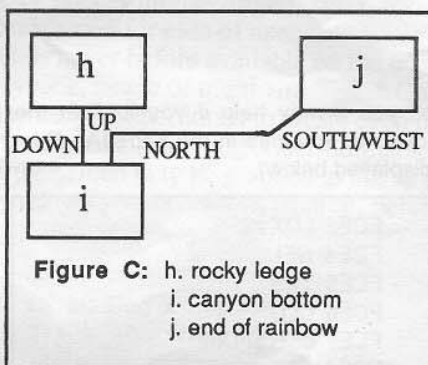 h
j
UP
DOWN
NORTH
SOUTH/WEST
i
Figure C: h. rocky ledge
i. canyon bottom
j. end of rainbow